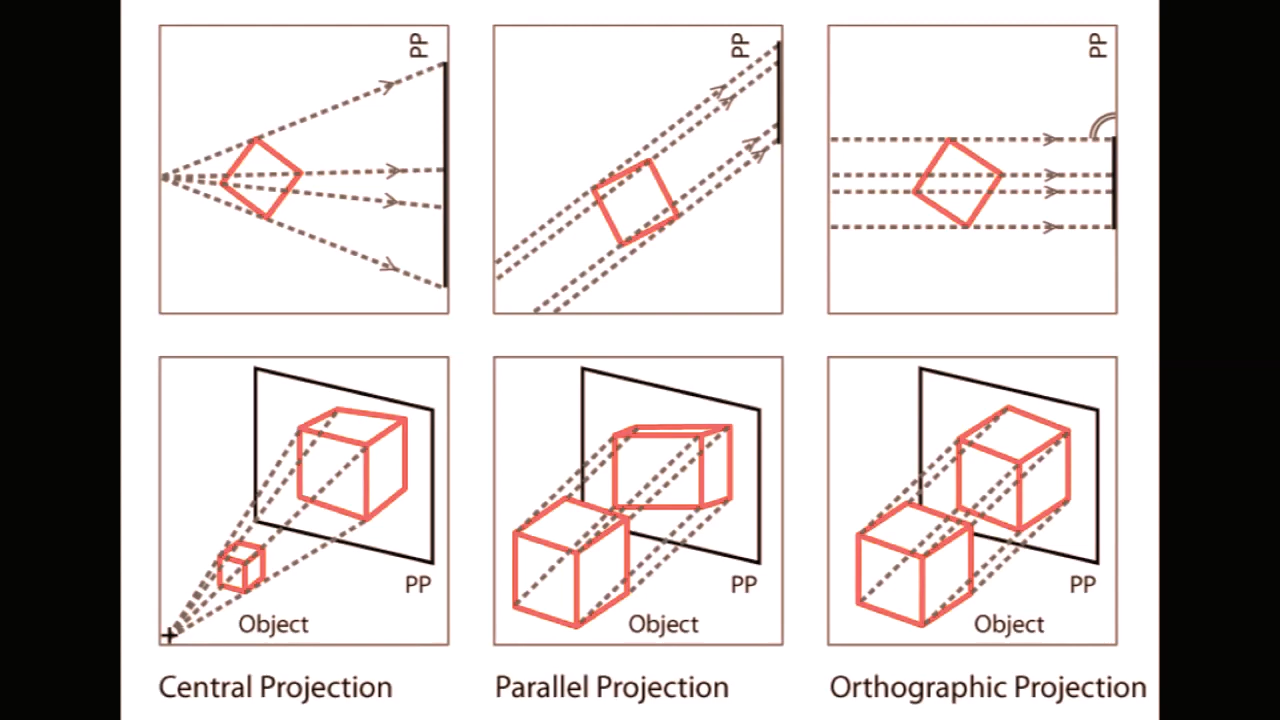 PP
PP
PP
PP
Object
PP
Object
PP
Object
Central Projection
Parallel Projection
Orthographic Projection